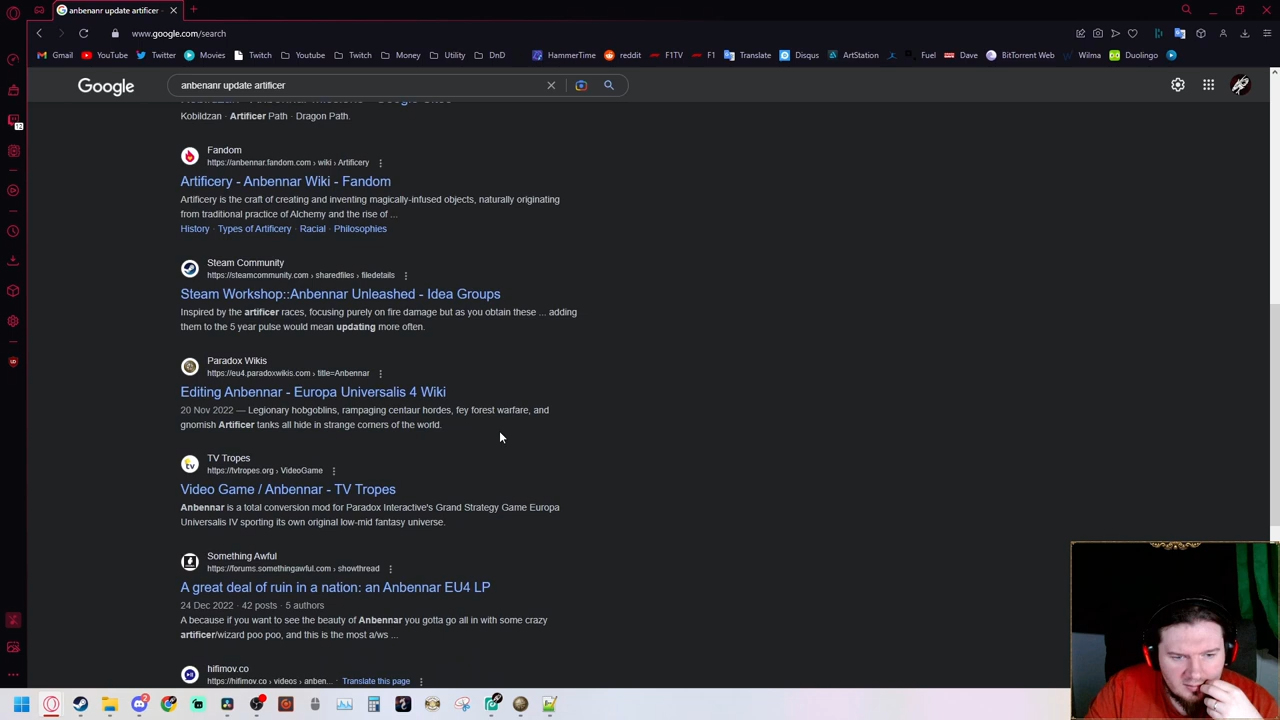 anbenanr update artificer
www.google.com/search
Gmail YouTube Twitter Movies Twitch Youtube Twitch Money Utility DnD HammerTime reddit F1TV F1 Translate Disqus ArtStation Fuel Dave BitTorrent Web Wilma Duolingo
Google anbenanr update artificer
Kobildzan · Artificer Path · Dragon Path.
Fandom
https://anbennar.fandom.com › wiki › Artificery
Artificery - Anbennar Wiki - Fandom
Artificery is the craft of creating and inventing magically-infused objects, naturally originating
from traditional practice of Alchemy and the rise of ...
History · Types of Artificery · Racial · Philosophies
Steam Community
https://steamcommunity.com › sharedfiles › filedetails
Steam Workshop::Anbennar Unleashed - Idea Groups
Inspired by the artificer races, focusing purely on fire damage but as you obtain these ... adding
them to the 5 year pulse would mean updating more often.
Paradox Wikis
https://eu4.paradoxwikis.com › title=Anbennar
Editing Anbennar - Europa Universalis 4 Wiki
20 Nov 2022 — Legionary hobgoblins, rampaging centaur hordes, fey forest warfare, and
gnomish Artificer tanks all hide in strange corners of the world.
TV Tropes
https://tvtropes.org › VideoGame
Video Game / Anbennar - TV Tropes
Anbennar is a total conversion mod for Paradox Interactive's Grand Strategy Game Europa
Universalis IV sporting its own original low-mid fantasy universe.
Something Awful
https://forums.somethingawful.com › showthread
A great deal of ruin in a nation: an Anbennar EU4 LP
24 Dec 2022 · 42 posts · 5 authors
A because if you want to see the beauty of Anbennar you gotta go all in with some crazy
artificer/wizard poo poo, and this is the most a/ws ...
hifimov.co
https://hifimov.co › videos › anben... · Translate this page